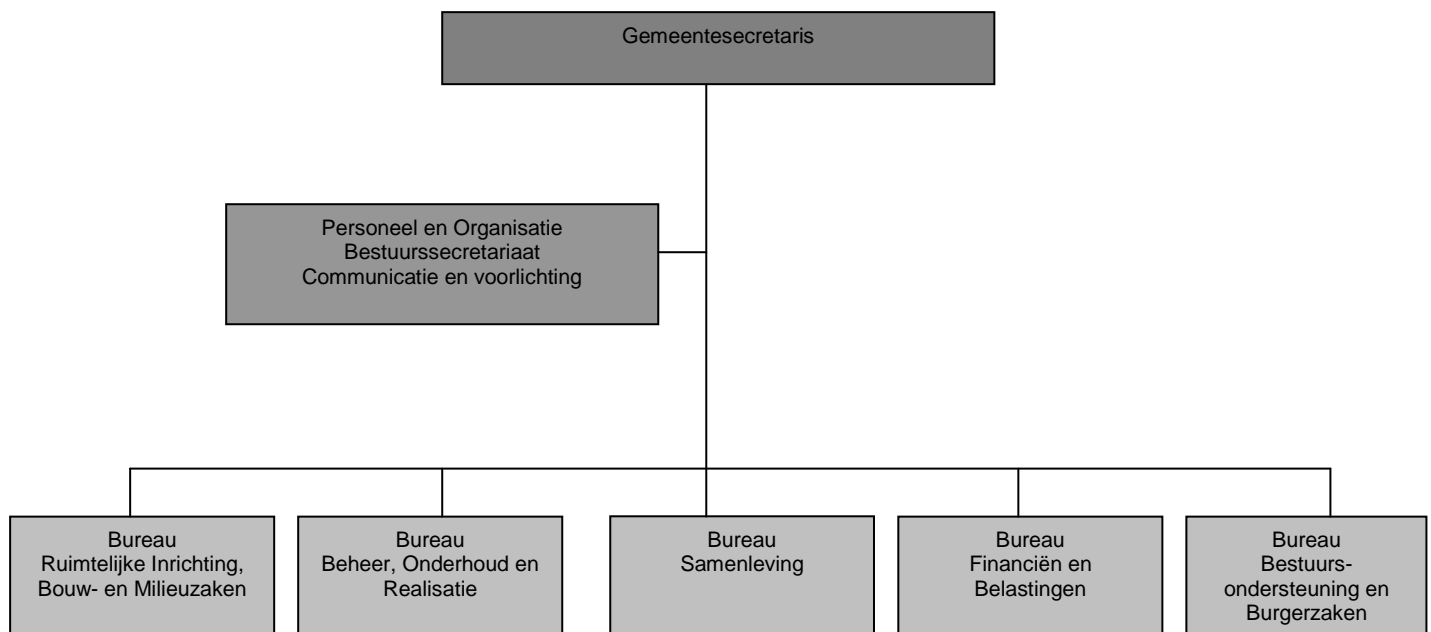 Gemeentesecretaris
Personeel en Organisatie
Bestuurssecretariaat
Communicatie en voorlichting
Bureau
Ruimtelijke Inrichting,
Bouw- en Milieuzaken
Bureau
Beheer, Onderhoud en
Realisatie
Bureau
Samenleving
Bureau
Financiën en
Belastingen
Bureau
Bestuurs-
ondersteuning en
Burgerzaken